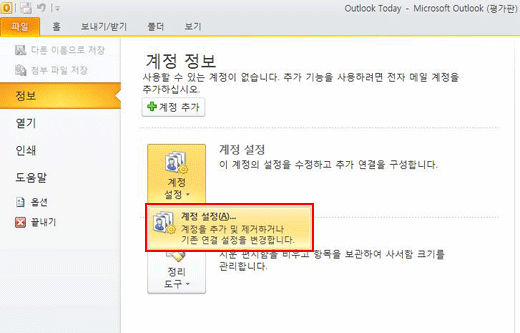 Outlook Today - Microsoft Outlook (평가판)
파일 홈 보내기/받기 폴더 보기
다른 이름으로 저장
첨부 파일 저장
정보
열기
인쇄
도움말
옵션
끝내기
계정 정보
사용할 수 있는 계정이 없습니다. 추가 기능을 사용하려면 전자 메일 계정을
추가하십시오.
계정 추가
계정 설정
이 계정의 설정을 수정하고 추가 연결을 구성합니다.
계정
설정
계정 설정(A)...
계정을 추가 및 제거하거나
기존 연결 설정을 변경합니다.
지운 편지함을 비우고 항목을 보관하여 사서함 크기를
관리합니다.
정리
도구